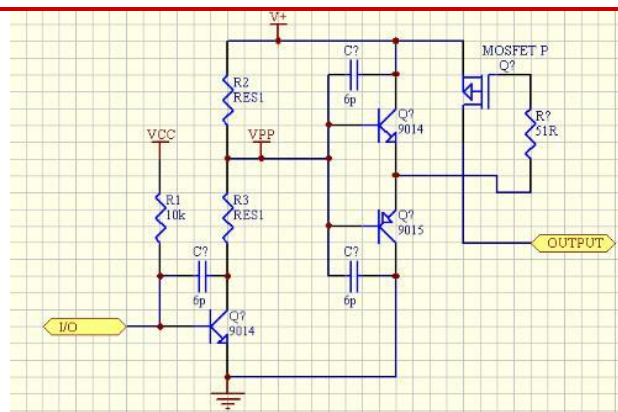 V+
C?
MOSFET P
Q?
R2
RES1
6p
Q?
9014
R?
51R
VCC
VPP
R1
10k
R3
RES1
Q?
9015
OUTPUT
C?
6p
C?
6p
I/O
Q?
9014